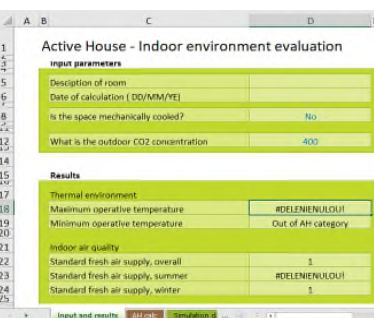 A B C D
1 Active House - Indoor environment evaluation
Input parameters
5 Desciption of room
6 Date of calculation ( DD/MM/YE)
8 Is the space mechanically cooled? No
12 What is the outdoor CO2 concentration 400
14
15 Results
17 Thermal environment
18 Maximum operative temperature #DELENIENULOU!
19 Minimum operative temperature Out of AH category
20
21 Indoor air quality
22 Standard fresh air supply, overall 1
23 Standard fresh air supply, summer #DELENIENULOU!
24 Standard fresh air supply, winter 1
25
Input and results AH calc Simulation d ...